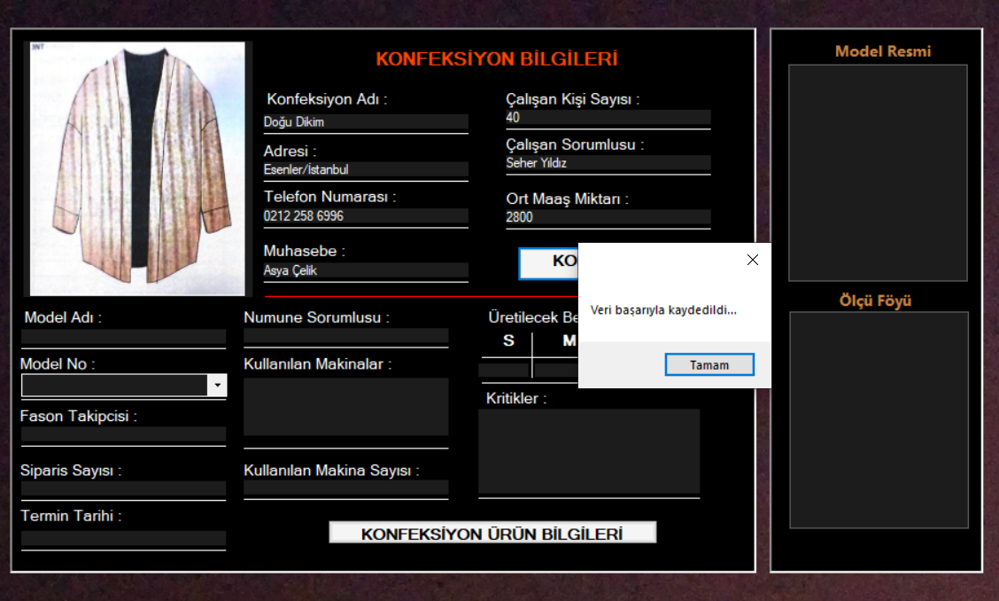 3NT
KONFEKSİYON BİLGİLERİ
Konfeksiyon Adı :
Doğu Dikim
Adresi :
Esenler/İstanbul
Telefon Numarası :
0212 258 6996
Muhasebe :
Asya Çelik
Çalışan Kişi Sayısı :
40
Çalışan Sorumlusu :
Seher Yıldız
Ort Maaş Miktarı :
2800
KO
Veri başarıyla kaydedildi...
Tamam
Model Adı :
Model No :
Fason Takipcisi :
Siparis Sayısı :
Termin Tarihi :
Numune Sorumlusu :
Kullanılan Makinalar :
Kullanılan Makina Sayısı :
Üretilecek Be
S M
Kritikler :
KONFEKSİYON ÜRÜN BİLGİLERİ
Model Resmi
Ölçü Föyü